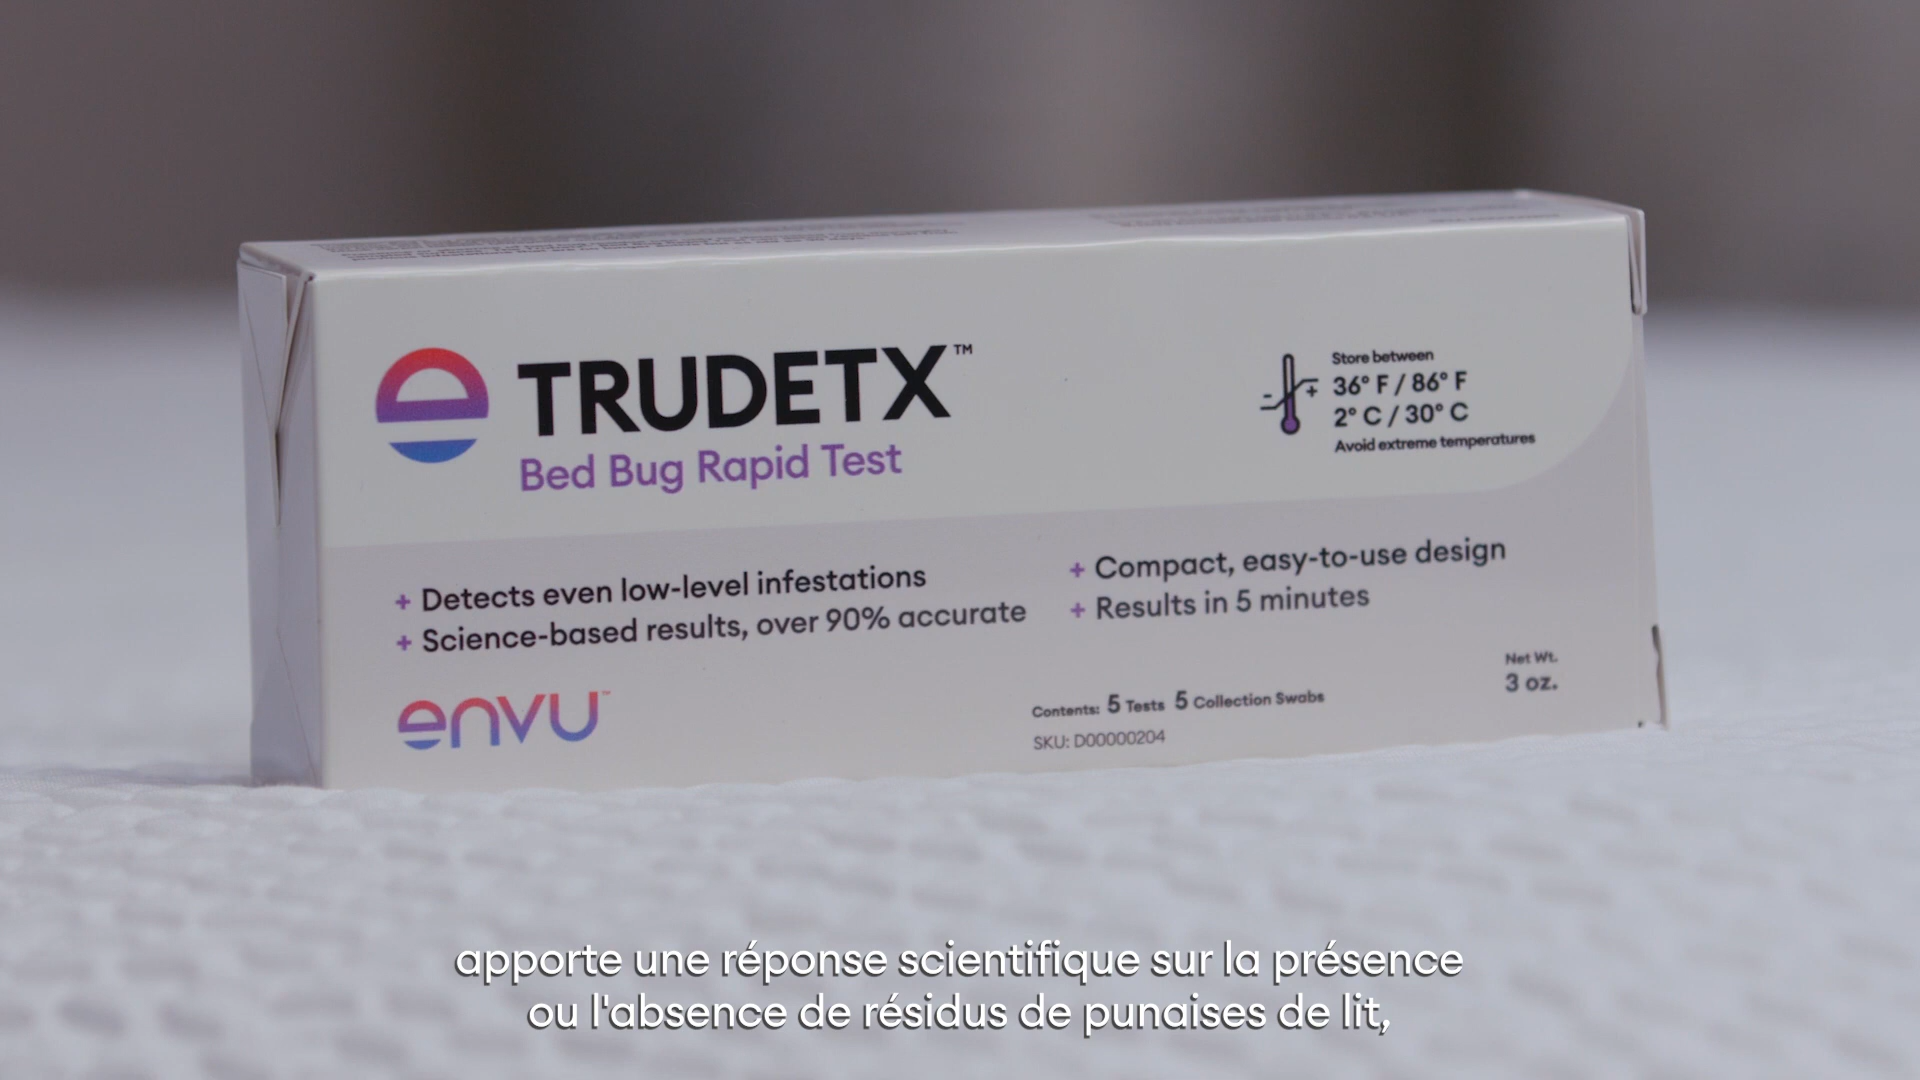 TRUDETX™
Bed Bug Rapid Test
Store between
36° F / 86° F
2° C / 30° C
Avoid extreme temperatures
+ Detects even low-level infestations
+ Science-based results, over 90% accurate
+ Compact, easy-to-use design
+ Results in 5 minutes
envu™
Contents: 5 Tests 5 Collection Swabs
SKU: D00000204
Net Wt.
3 oz.
apporte une réponse scientifique sur la présence
ou l'absence de résidus de punaises de lit,